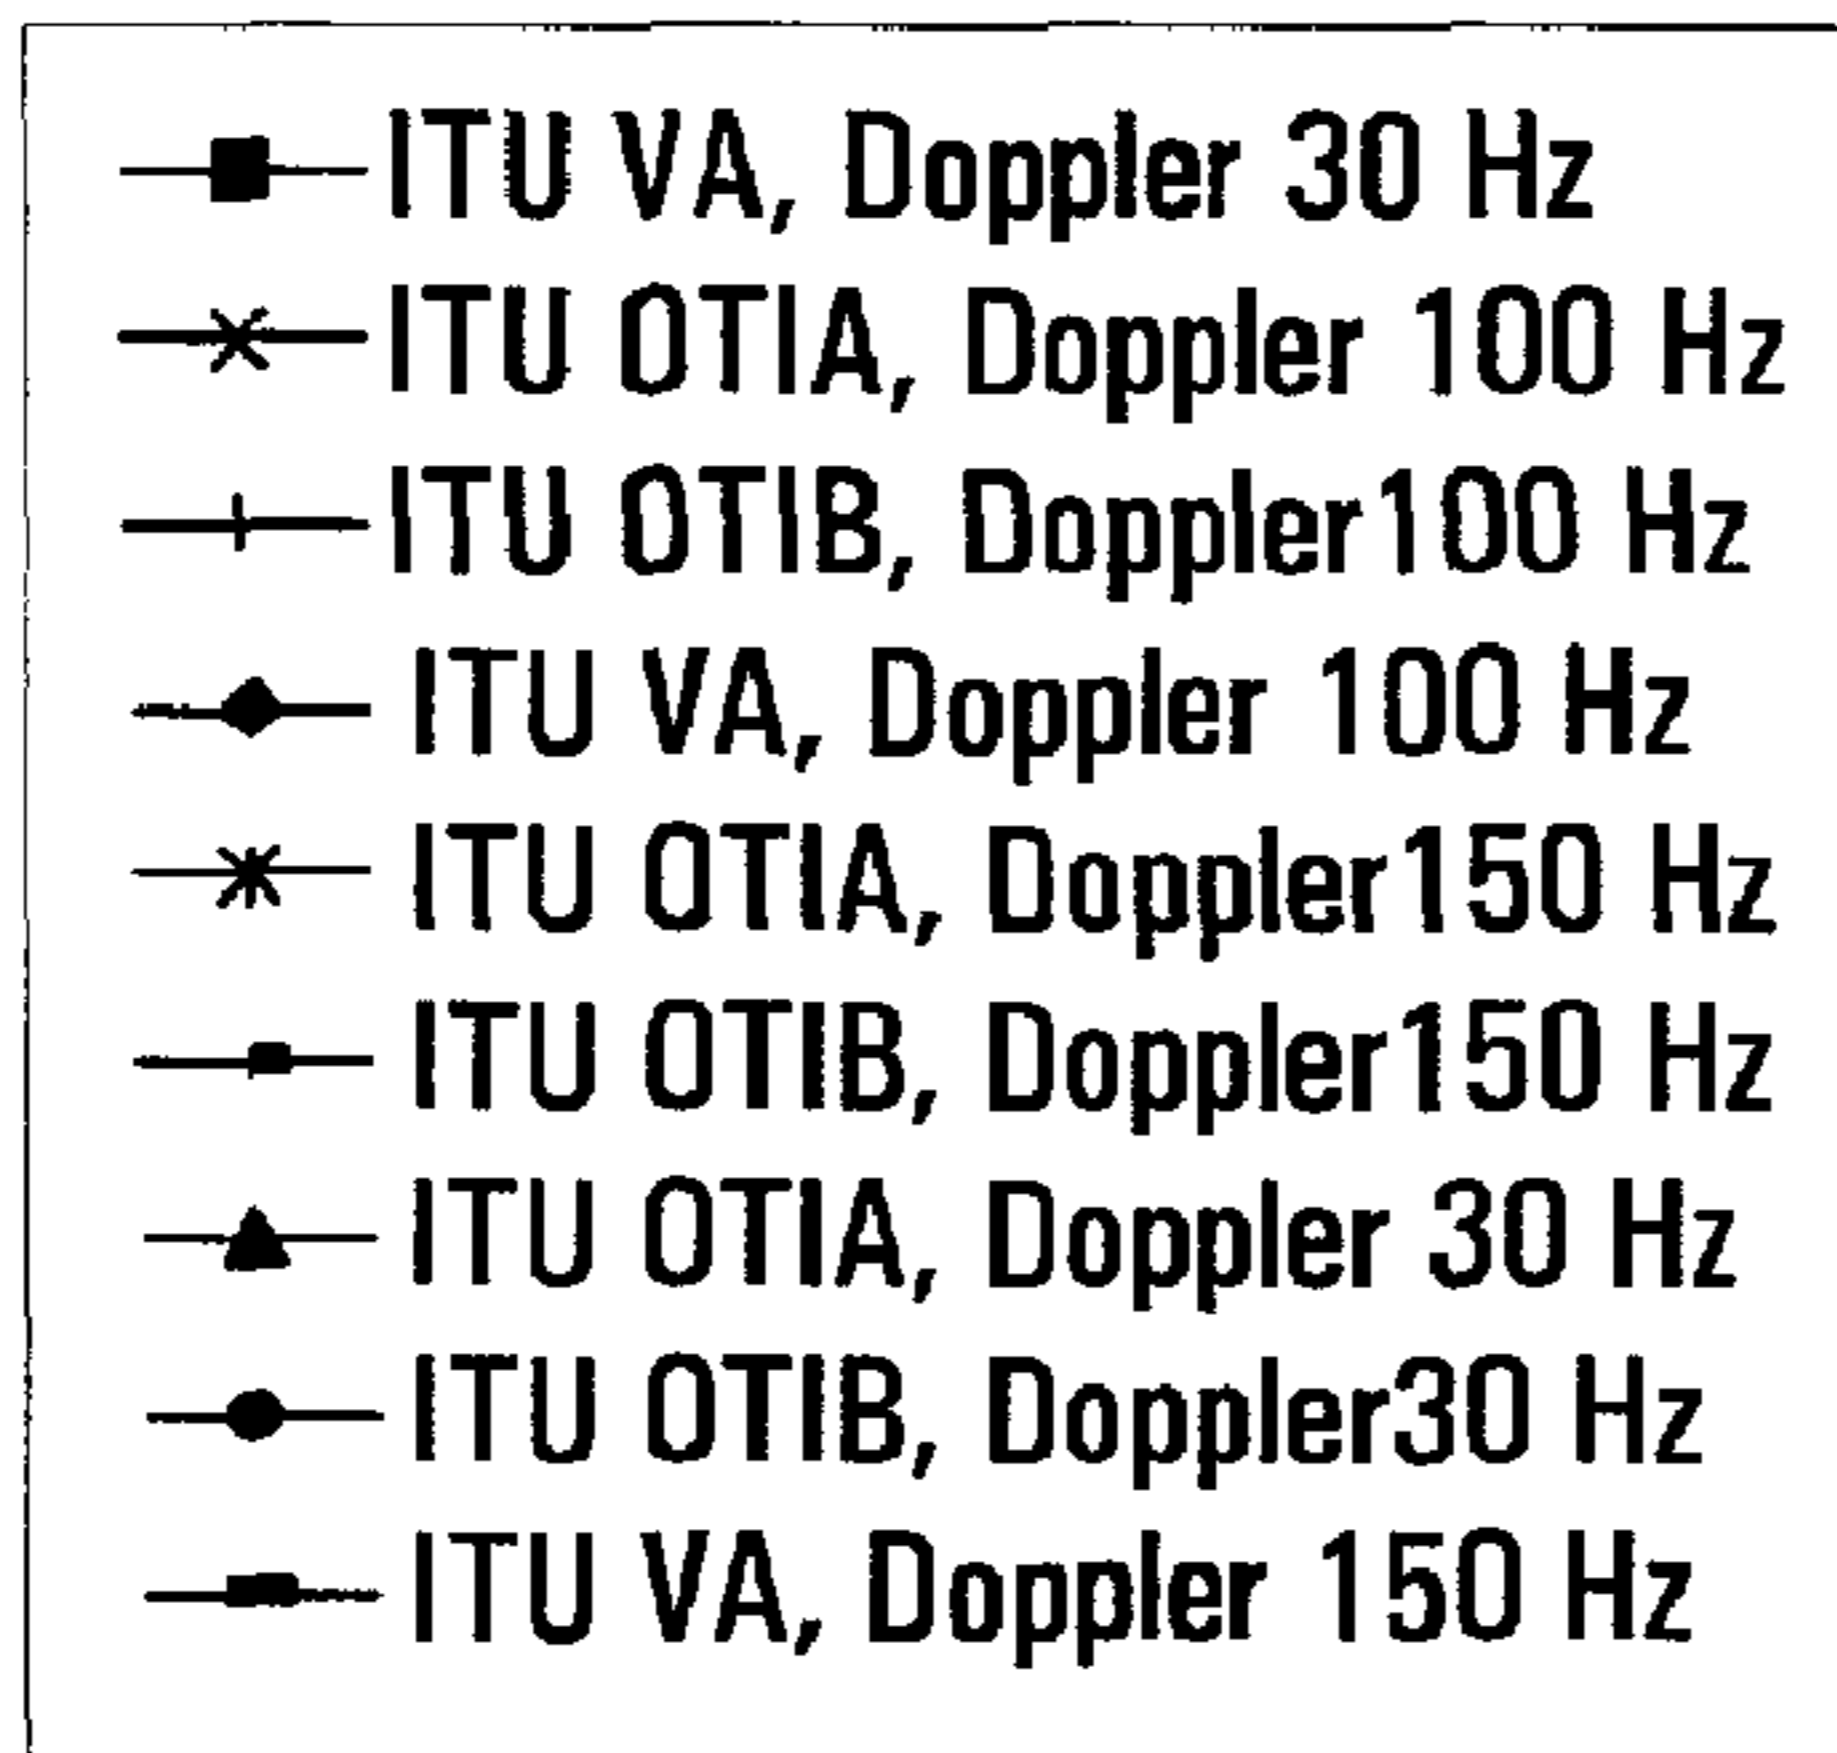 ITU VA, Doppler 30 Hz
ITU OTIA, Doppler 100 Hz
ITU OTIB, Doppler100 Hz
ITU VA, Doppler 100 Hz
ITU OTIA, Doppler150 Hz
ITU OTIB, Doppler150 Hz
ITU OTIA, Doppler 30 Hz
ITU OTIB, Doppler30 Hz
ITU VA, Doppler 150 Hz